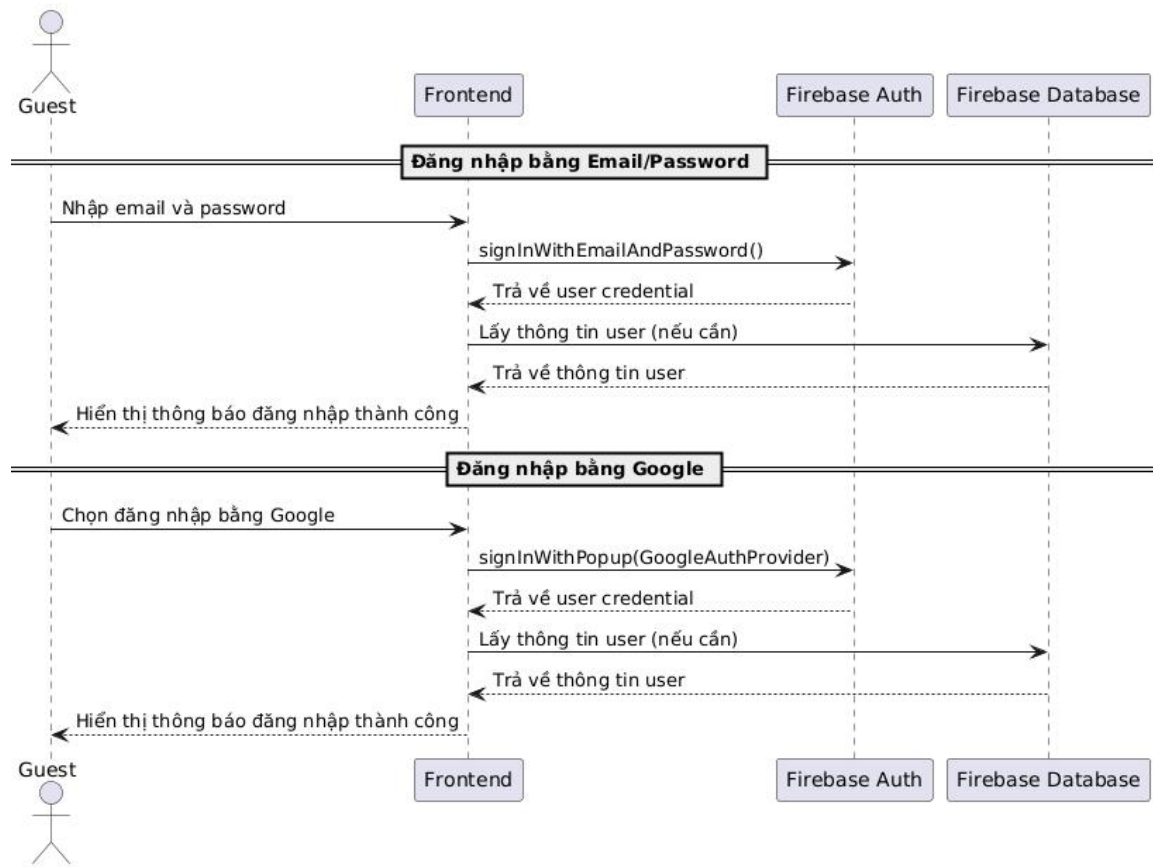 Guest
Frontend
Firebase Auth
Firebase Database
Đăng nhập bằng Email/Password
Nhập email và password
signInWithEmailAndPassword()
Trả về user credential
Lấy thông tin user (nếu cần)
Trả về thông tin user
Hiển thị thông báo đăng nhập thành công
Đăng nhập bằng Google
Chọn đăng nhập bằng Google
signInWithPopup(GoogleAuthProvider)
Trả về user credential
Lấy thông tin user (nếu cần)
Trả về thông tin user
Hiển thị thông báo đăng nhập thành công
Guest
Frontend
Firebase Auth
Firebase Database